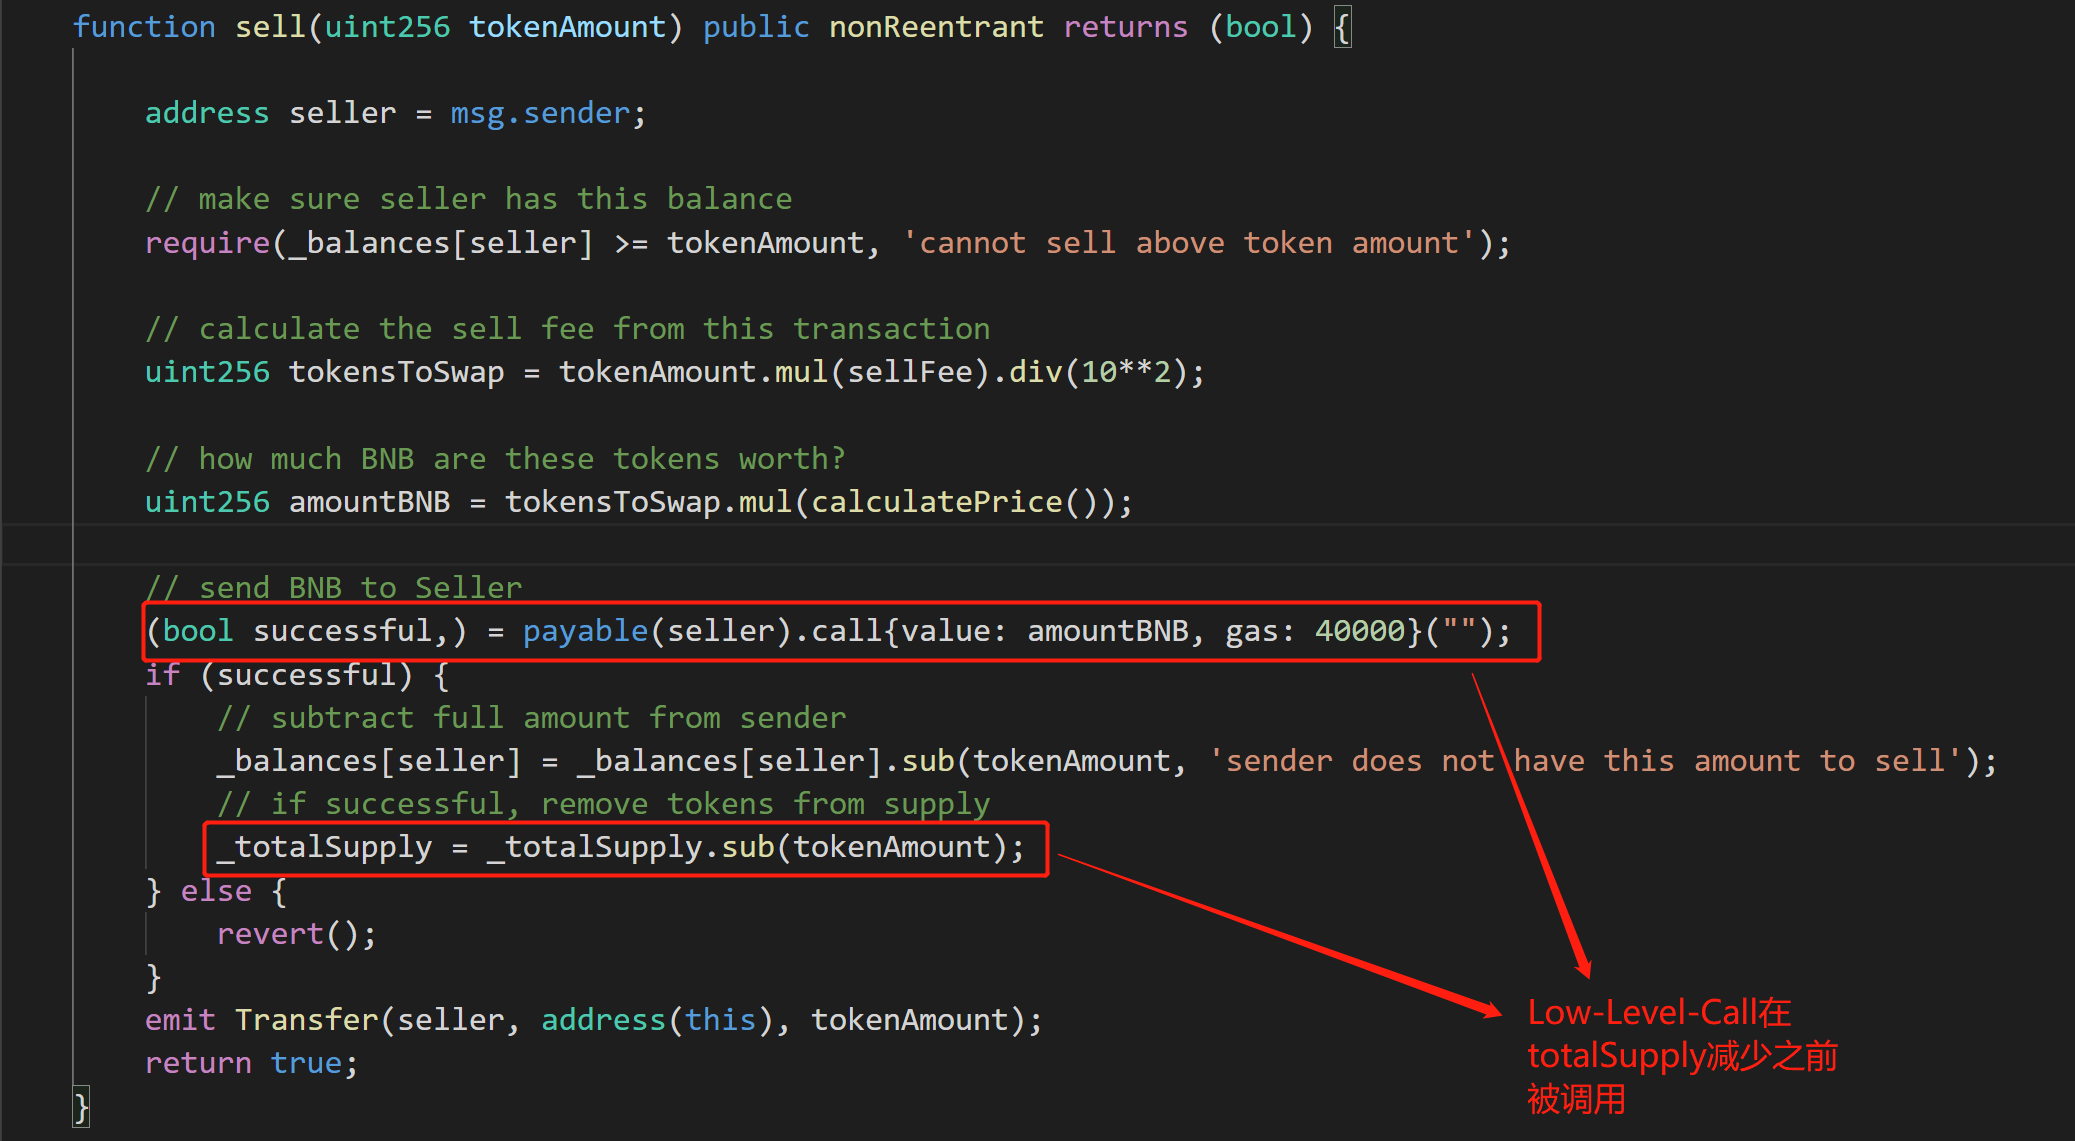 function sell(uint256 tokenAmount) public nonReentrant returns (bool) {
address seller = msg.sender;
// make sure seller has this balance
require(_balances[seller] >= tokenAmount, 'cannot sell above token amount');
// calculate the sell fee from this transaction
uint256 tokensToSwap = tokenAmount.mul(sellFee).div(10**2);
// how much BNB are these tokens worth?
uint256 amountBNB = tokensToSwap.mul(calculatePrice());
// send BNB to Seller
(bool successful,) = payable(seller).call{value: amountBNB, gas: 40000}("");
if (successful) {
// subtract full amount from sender
_balances[seller] = _balances[seller].sub(tokenAmount, 'sender does not have this amount to sell');
// if successful, remove tokens from supply
_totalSupply = _totalSupply.sub(tokenAmount);
} else {
revert();
}
emit Transfer(seller, address(this), tokenAmount);
return true;
}
Low-Level-Call在
totalSupply减少之前
被调用